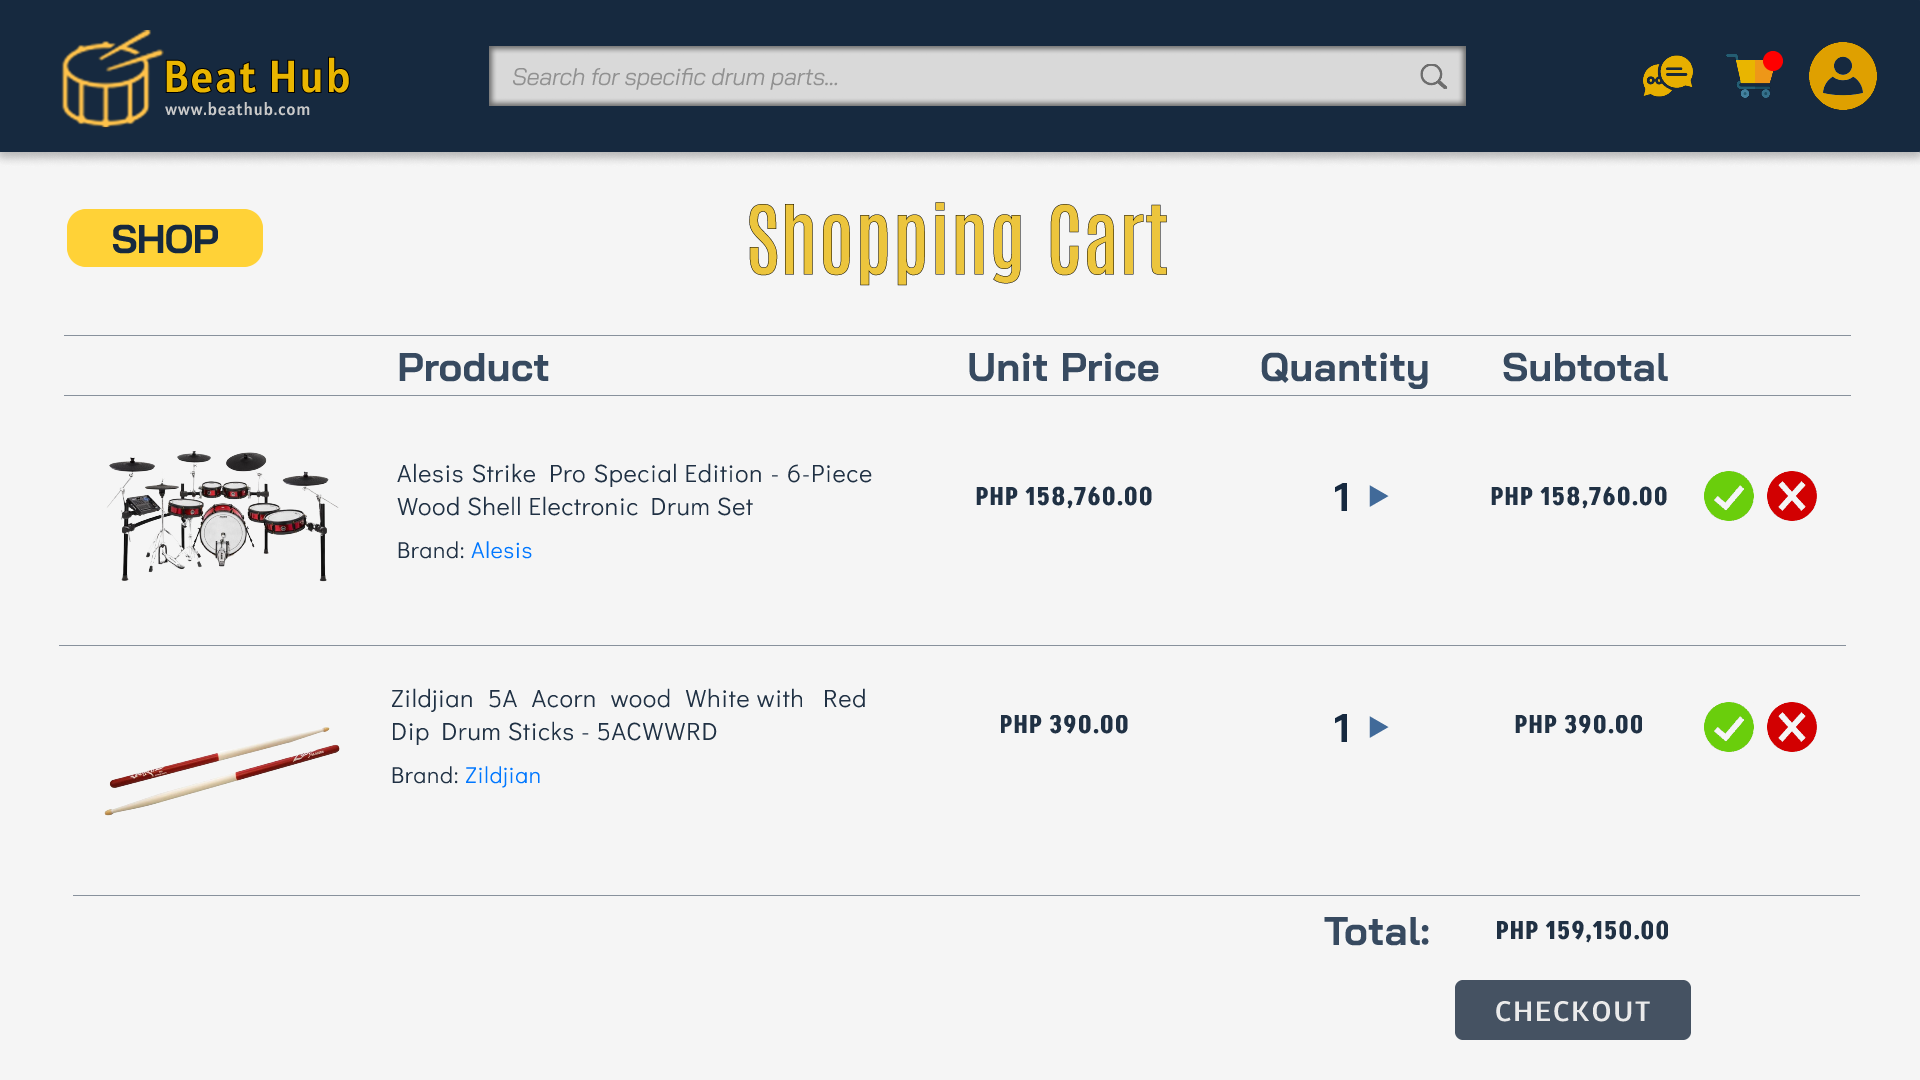 Beat Hub
www.beathub.com
Search for specific drum parts...
SHOP
Shopping Cart
Product Unit Price Quantity Subtotal
Alesis Strike Pro Special Edition - 6-Piece
Wood Shell Electronic Drum Set
Brand: Alesis
PHP 158,760.00 1 PHP 158,760.00
Zildjian 5A Acorn wood White with Red
Dip Drum Sticks - 5ACWWRD
Brand: Zildjian
PHP 390.00 1 PHP 390.00
Total: PHP 159,150.00
CHECKOUT